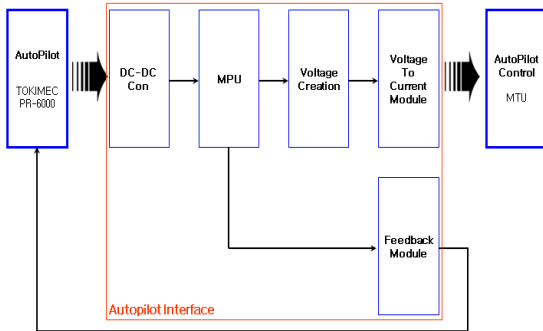 AutoPilot
TOKIMEC
PR-6000
DC-DC
Con
MPU
Voltage
Creation
Voltage
To
Current
Module
AutoPilot
Control
MTU
Feedback
Module
Autopilot Interface